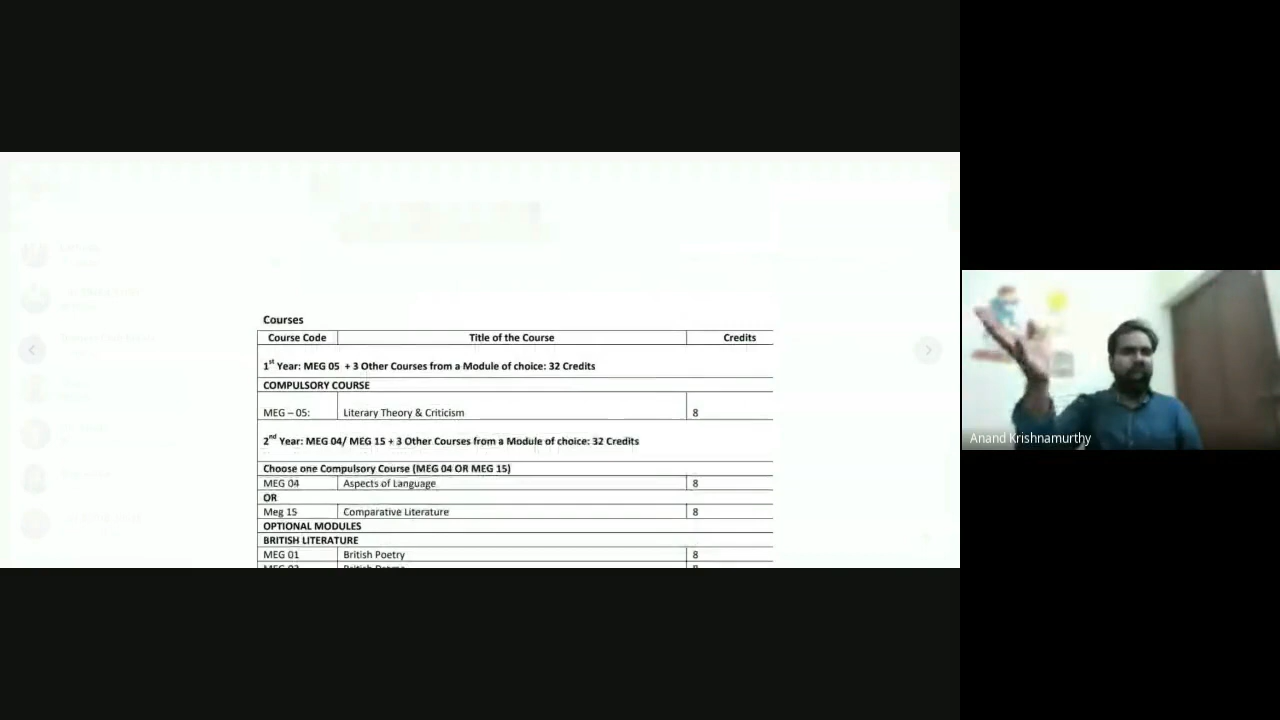 Courses
Course Code Title of the Course Credits
1st Year: MEG 05 + 3 Other Courses from a Module of choice: 32 Credits
COMPULSORY COURSE
MEG – 05: Literary Theory & Criticism 8
2nd Year: MEG 04/ MEG 15 + 3 Other Courses from a Module of choice: 32 Credits
Choose one Compulsory Course (MEG 04 OR MEG 15)
MEG 04 Aspects of Language 8
OR
Meg 15 Comparative Literature 8
OPTIONAL MODULES
BRITISH LITERATURE
MEG 01 British Poetry 8
Anand Krishnamurthy